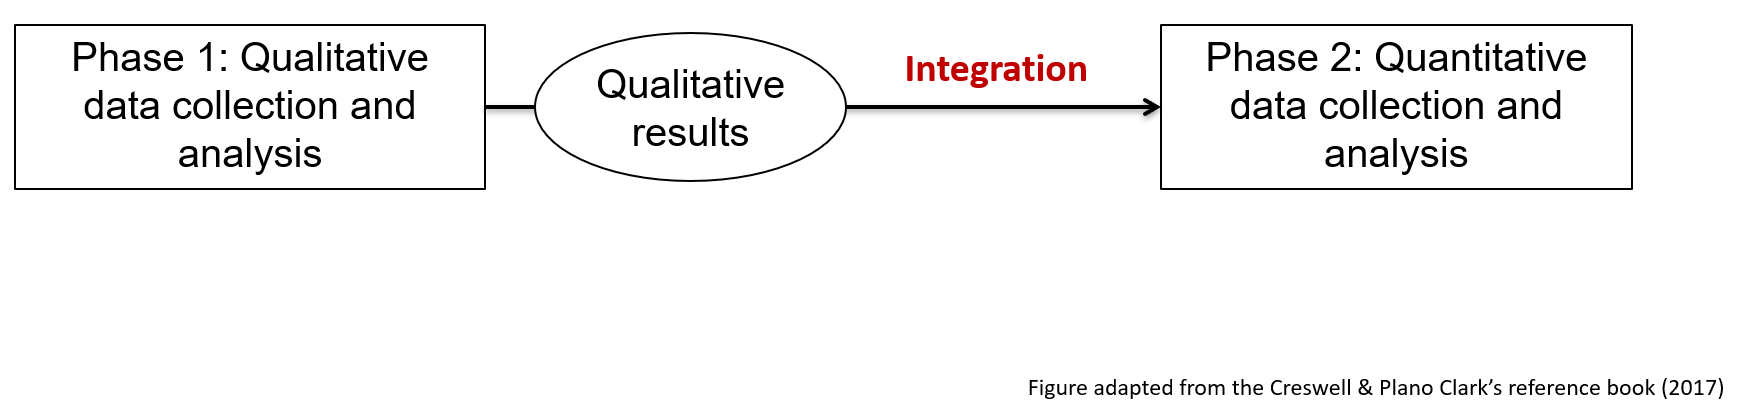 Phase 1: Qualitative
data collection and
analysis
Qualitative
results
Integration
Phase 2: Quantitative
data collection and
analysis
Figure adapted from the Creswell & Plano Clark’s reference book (2017)